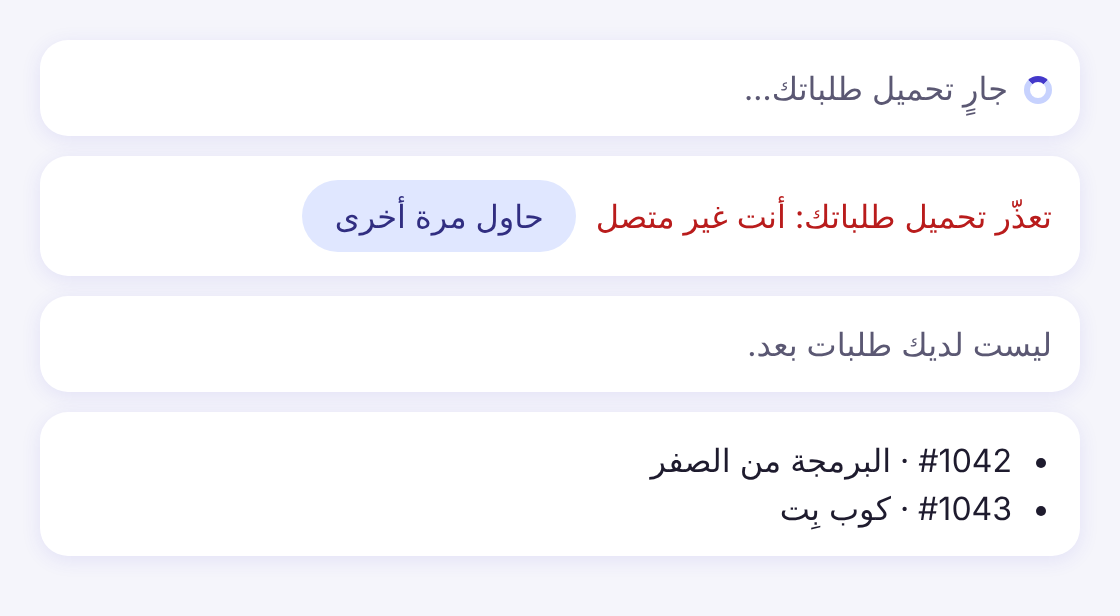 جارٍ تحميل طلباتك...
تعذّر تحميل طلباتك: أنت غير متصل حاول مرة أخرى
ليست لديك طلبات بعد.
• #1042 · البرمجة من الصفر
• #1043 · كوب بِت